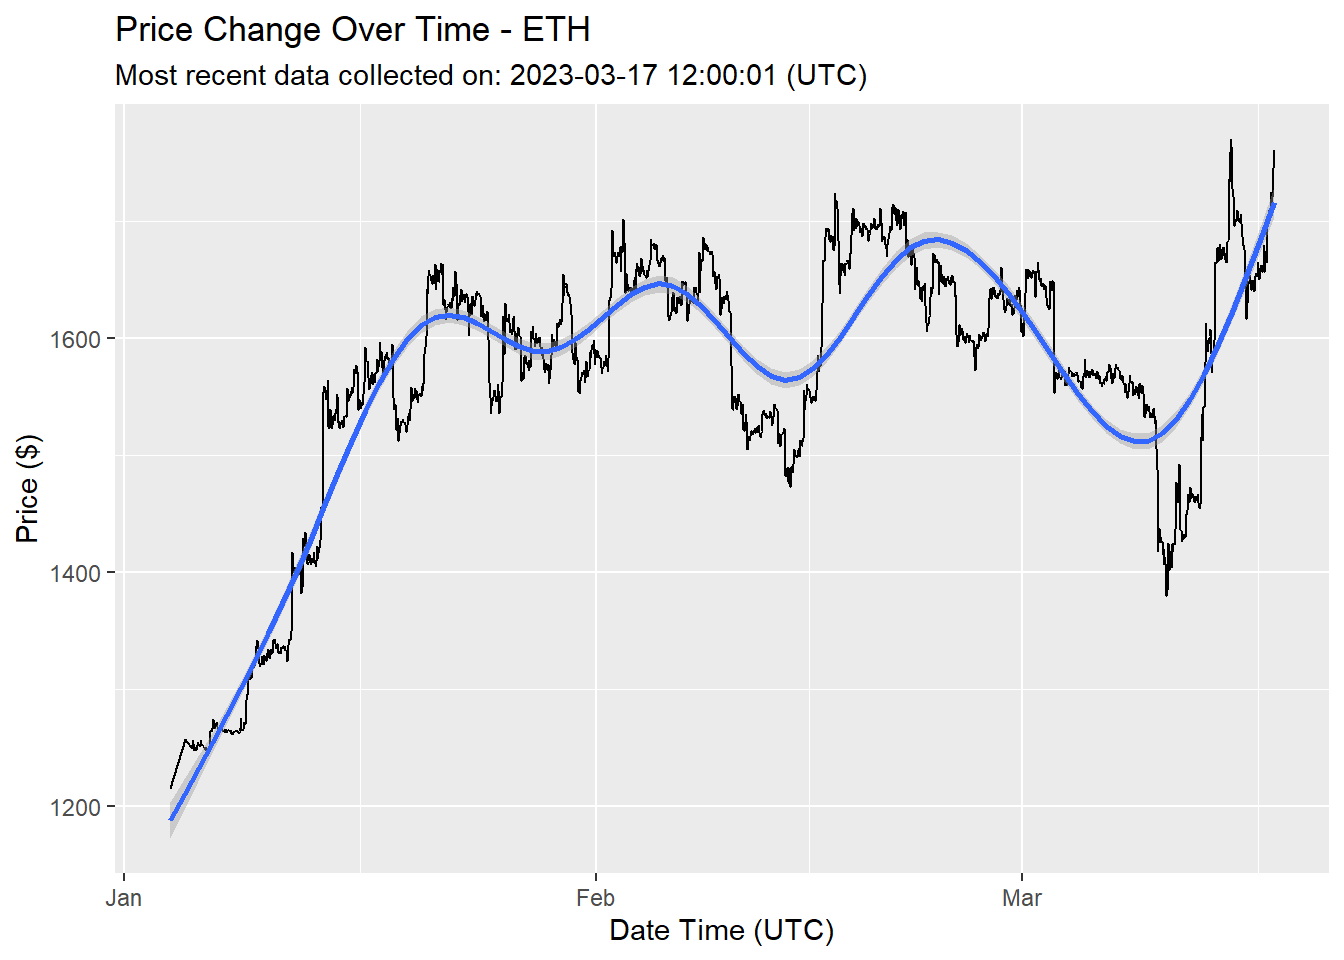 Price Change Over Time - ETH
Most recent data collected on: 2023-03-17 12:00:01 (UTC)
Price ($)
1600
1400
1200
Jan Feb Mar
Date Time (UTC)